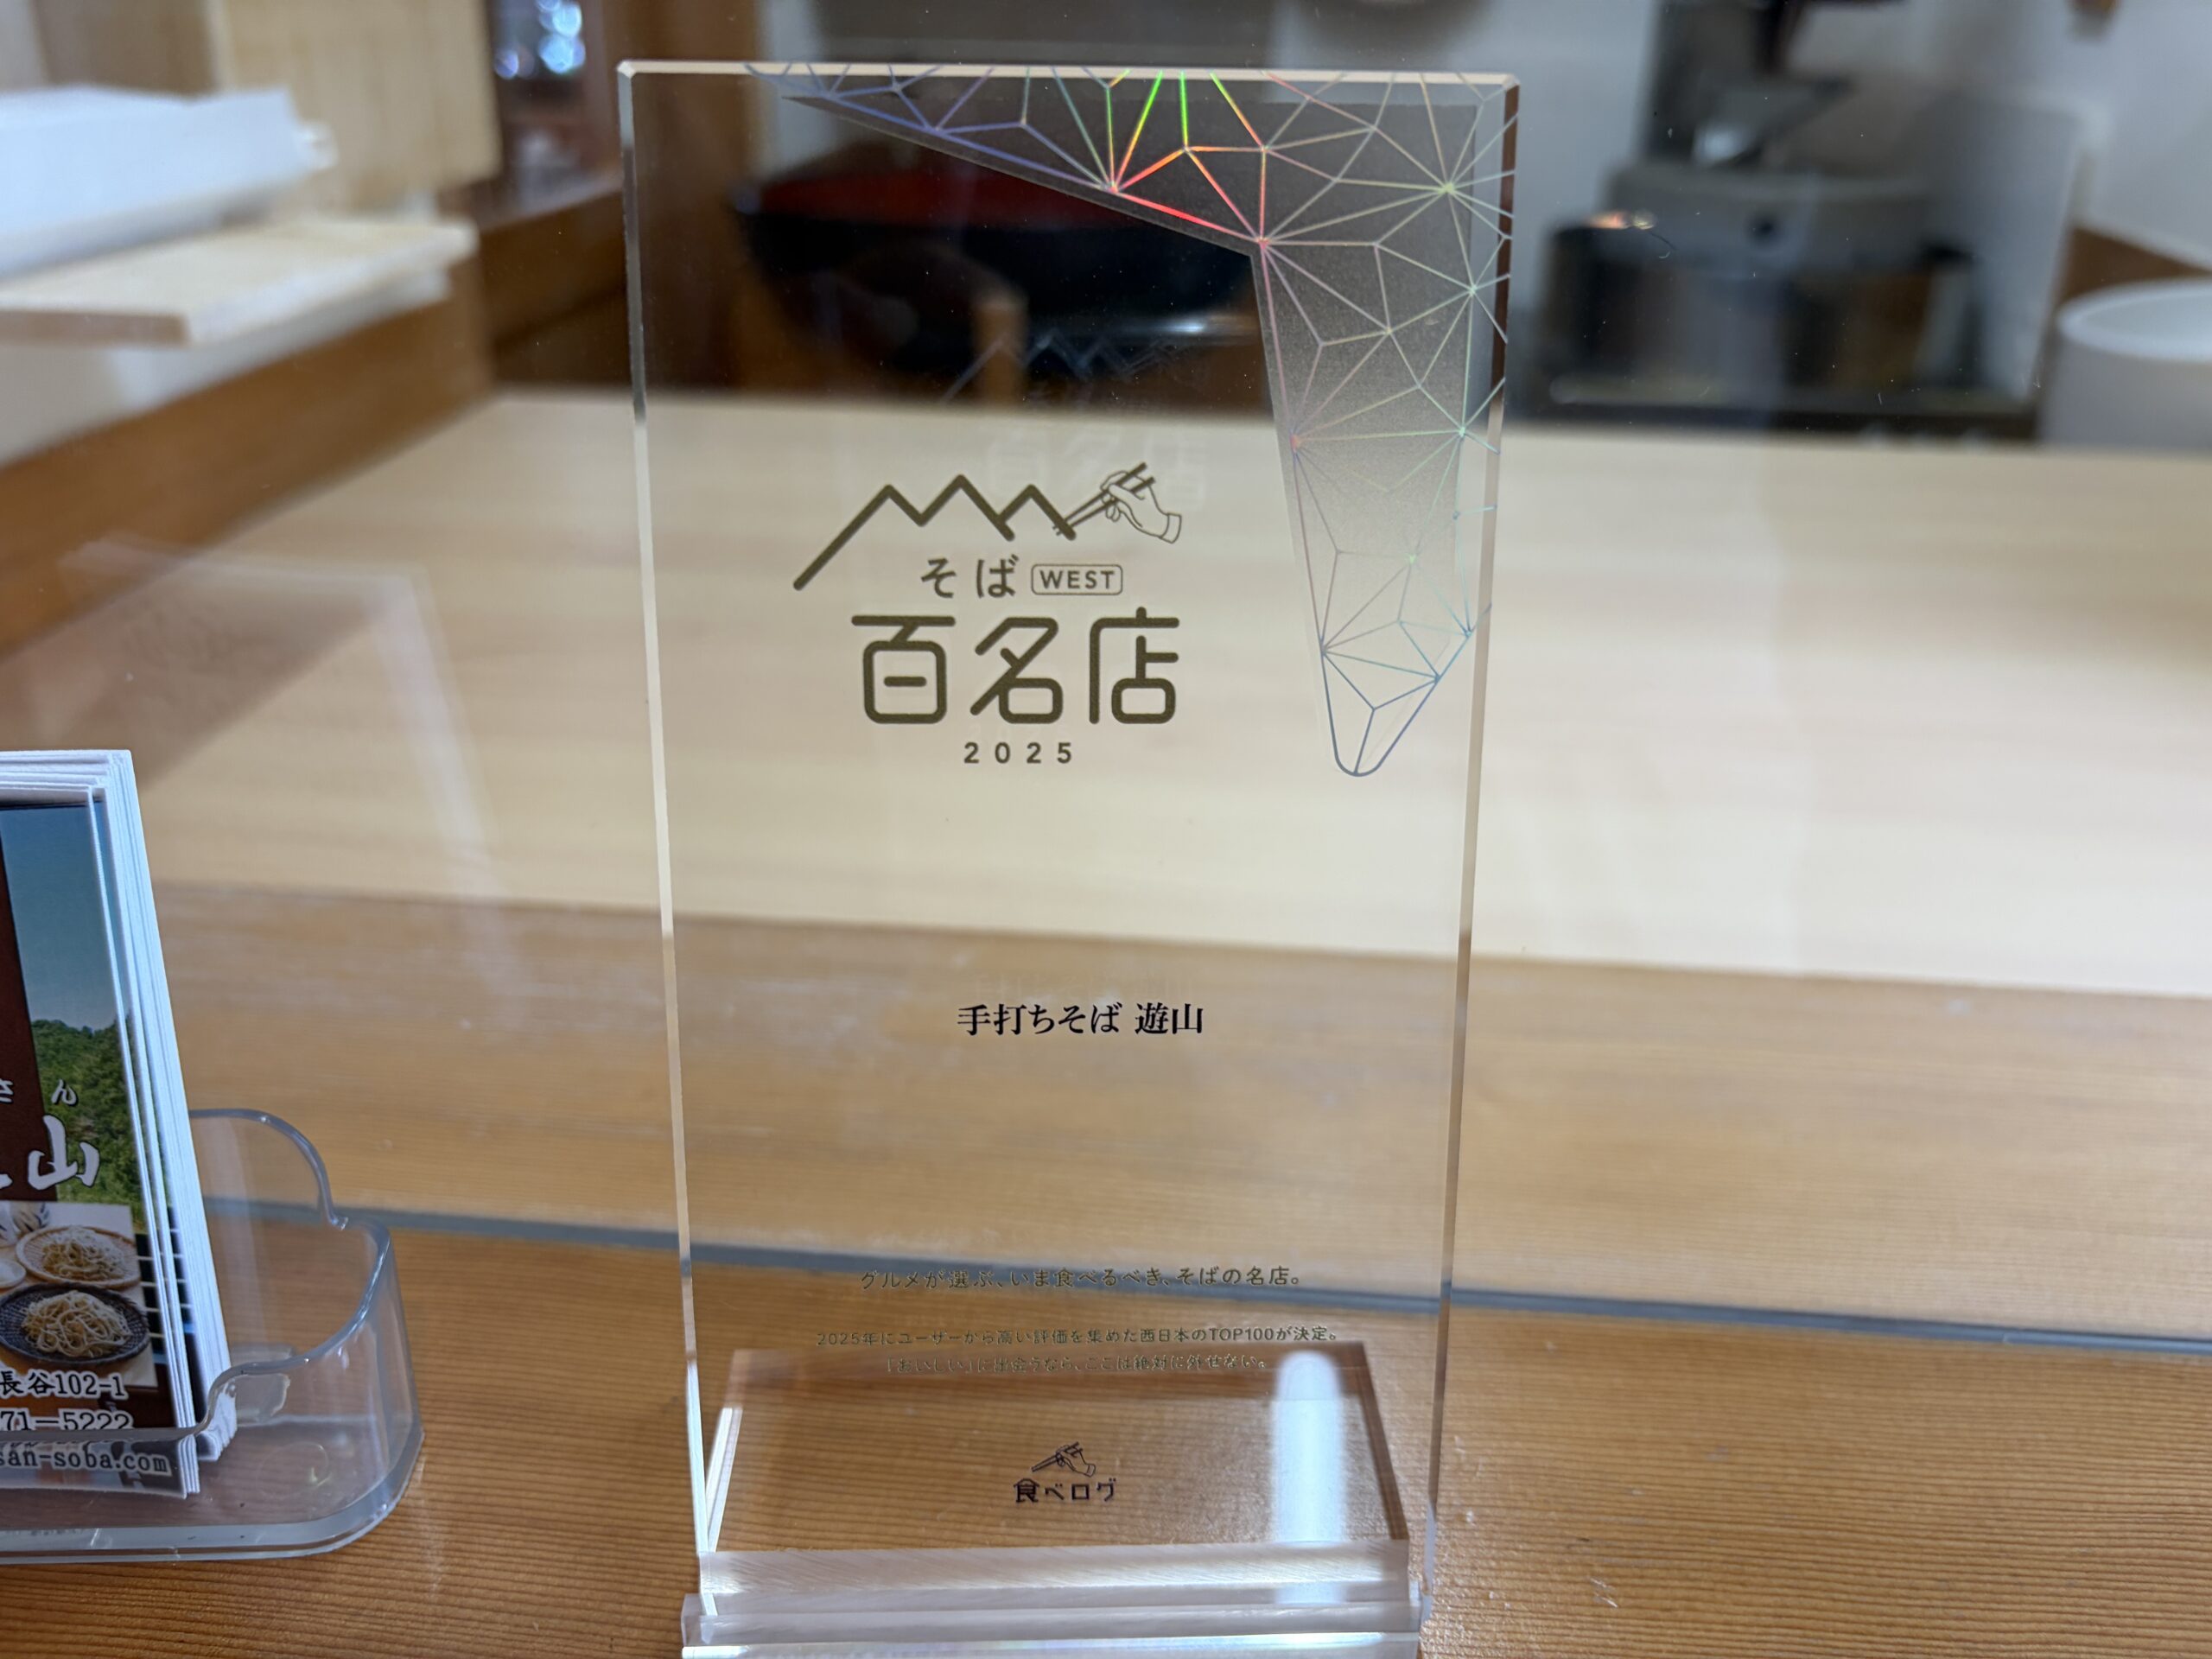 そば WEST
百名店
2025
手打ちそば 遊山
グルメが選ぶ、いま食べるべき、そばの名店。
2025年にユーザーから高い評価を集めた西日本のTOP100が決定。
「おいしい」に出会うなら、ここは絶対に外せない。
食べログ
さん
山
長谷102-1
71-5222
san-soba.com